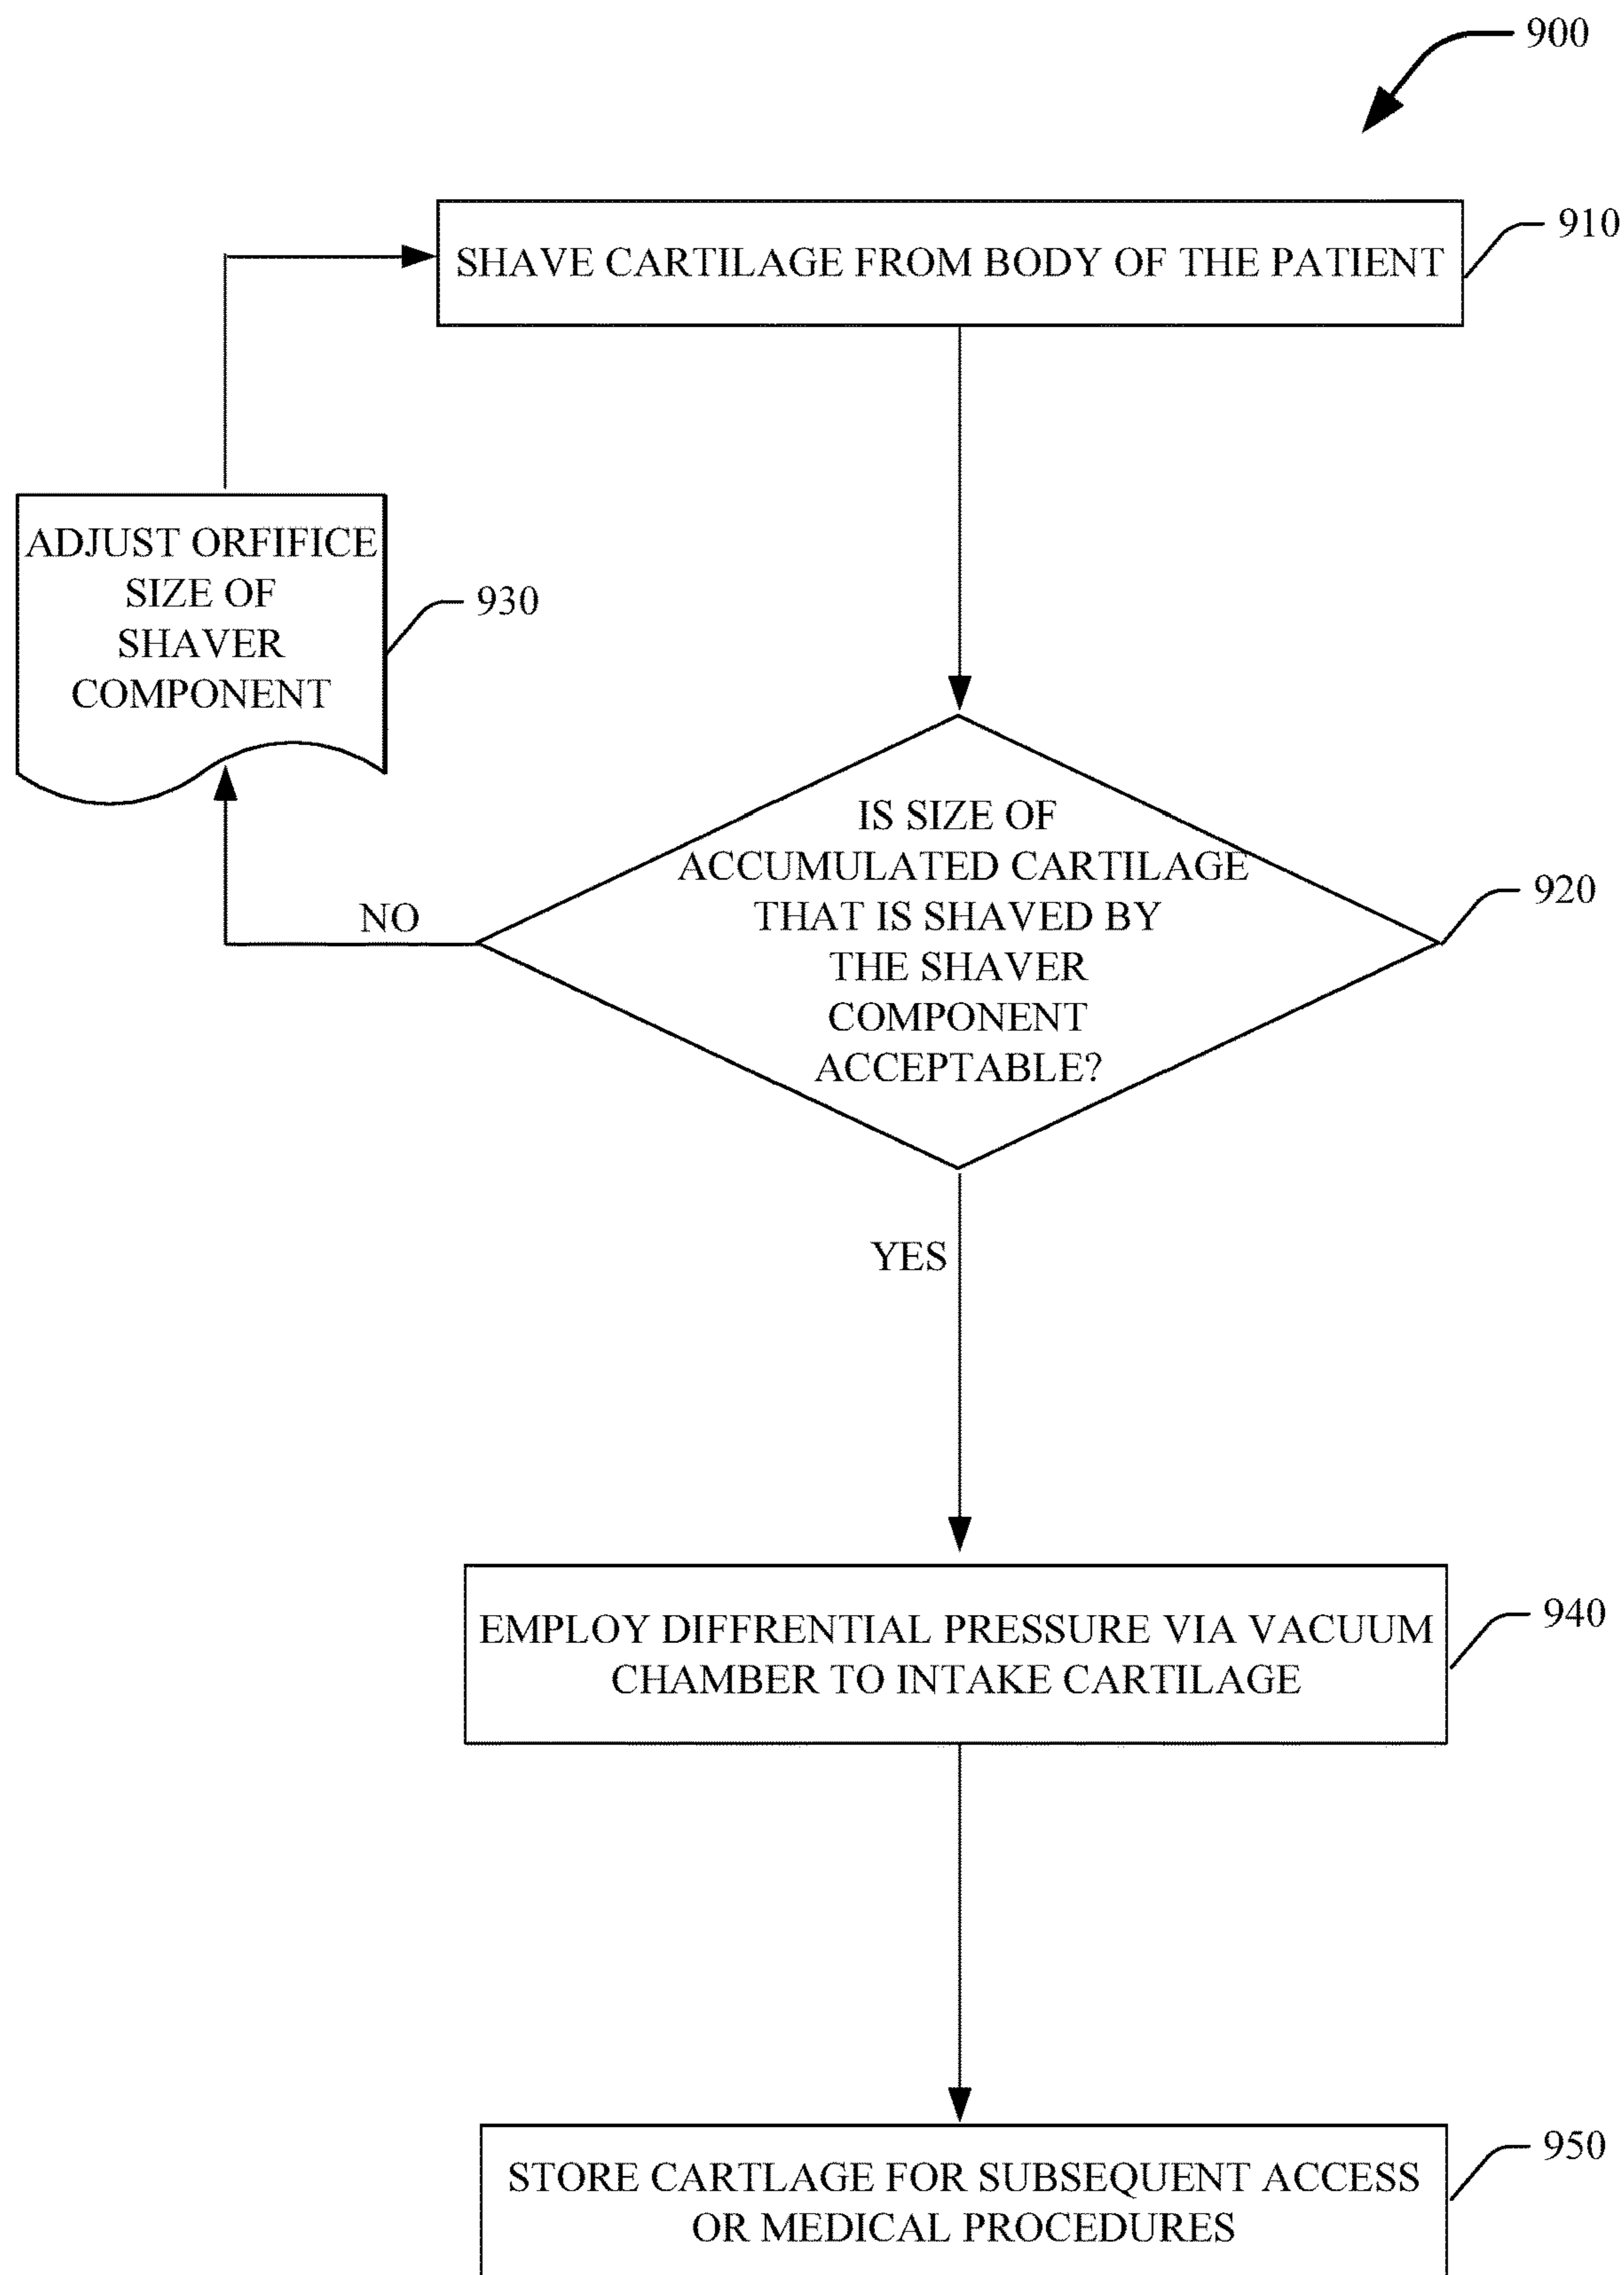 900
SHAVE CARTILAGE FROM BODY OF THE PATIENT
910
ADJUST ORFIFICE
SIZE OF
SHAVER
COMPONENT
930
IS SIZE OF
ACCUMULATED CARTILAGE
THAT IS SHAVED BY
THE SHAVER
COMPONENT
ACCEPTABLE?
920
NO
YES
EMPLOY DIFFRENTIAL PRESSURE VIA VACUUM
CHAMBER TO INTAKE CARTILAGE
940
STORE CARTLAGE FOR SUBSEQUENT ACCESS
OR MEDICAL PROCEDURES
950